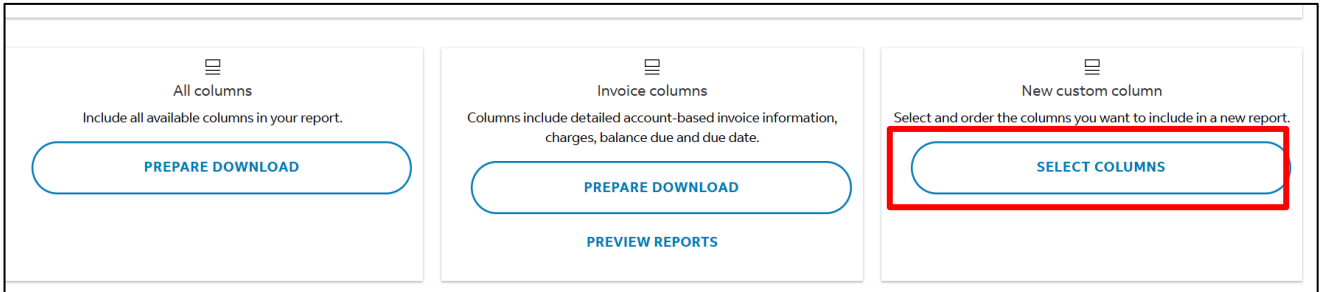 All columns
Include all available columns in your report.
PREPARE DOWNLOAD
Invoice columns
Columns include detailed account-based invoice information,
charges, balance due and due date.
PREPARE DOWNLOAD
PREVIEW REPORTS
New custom column
Select and order the columns you want to include in a new report.
SELECT COLUMNS